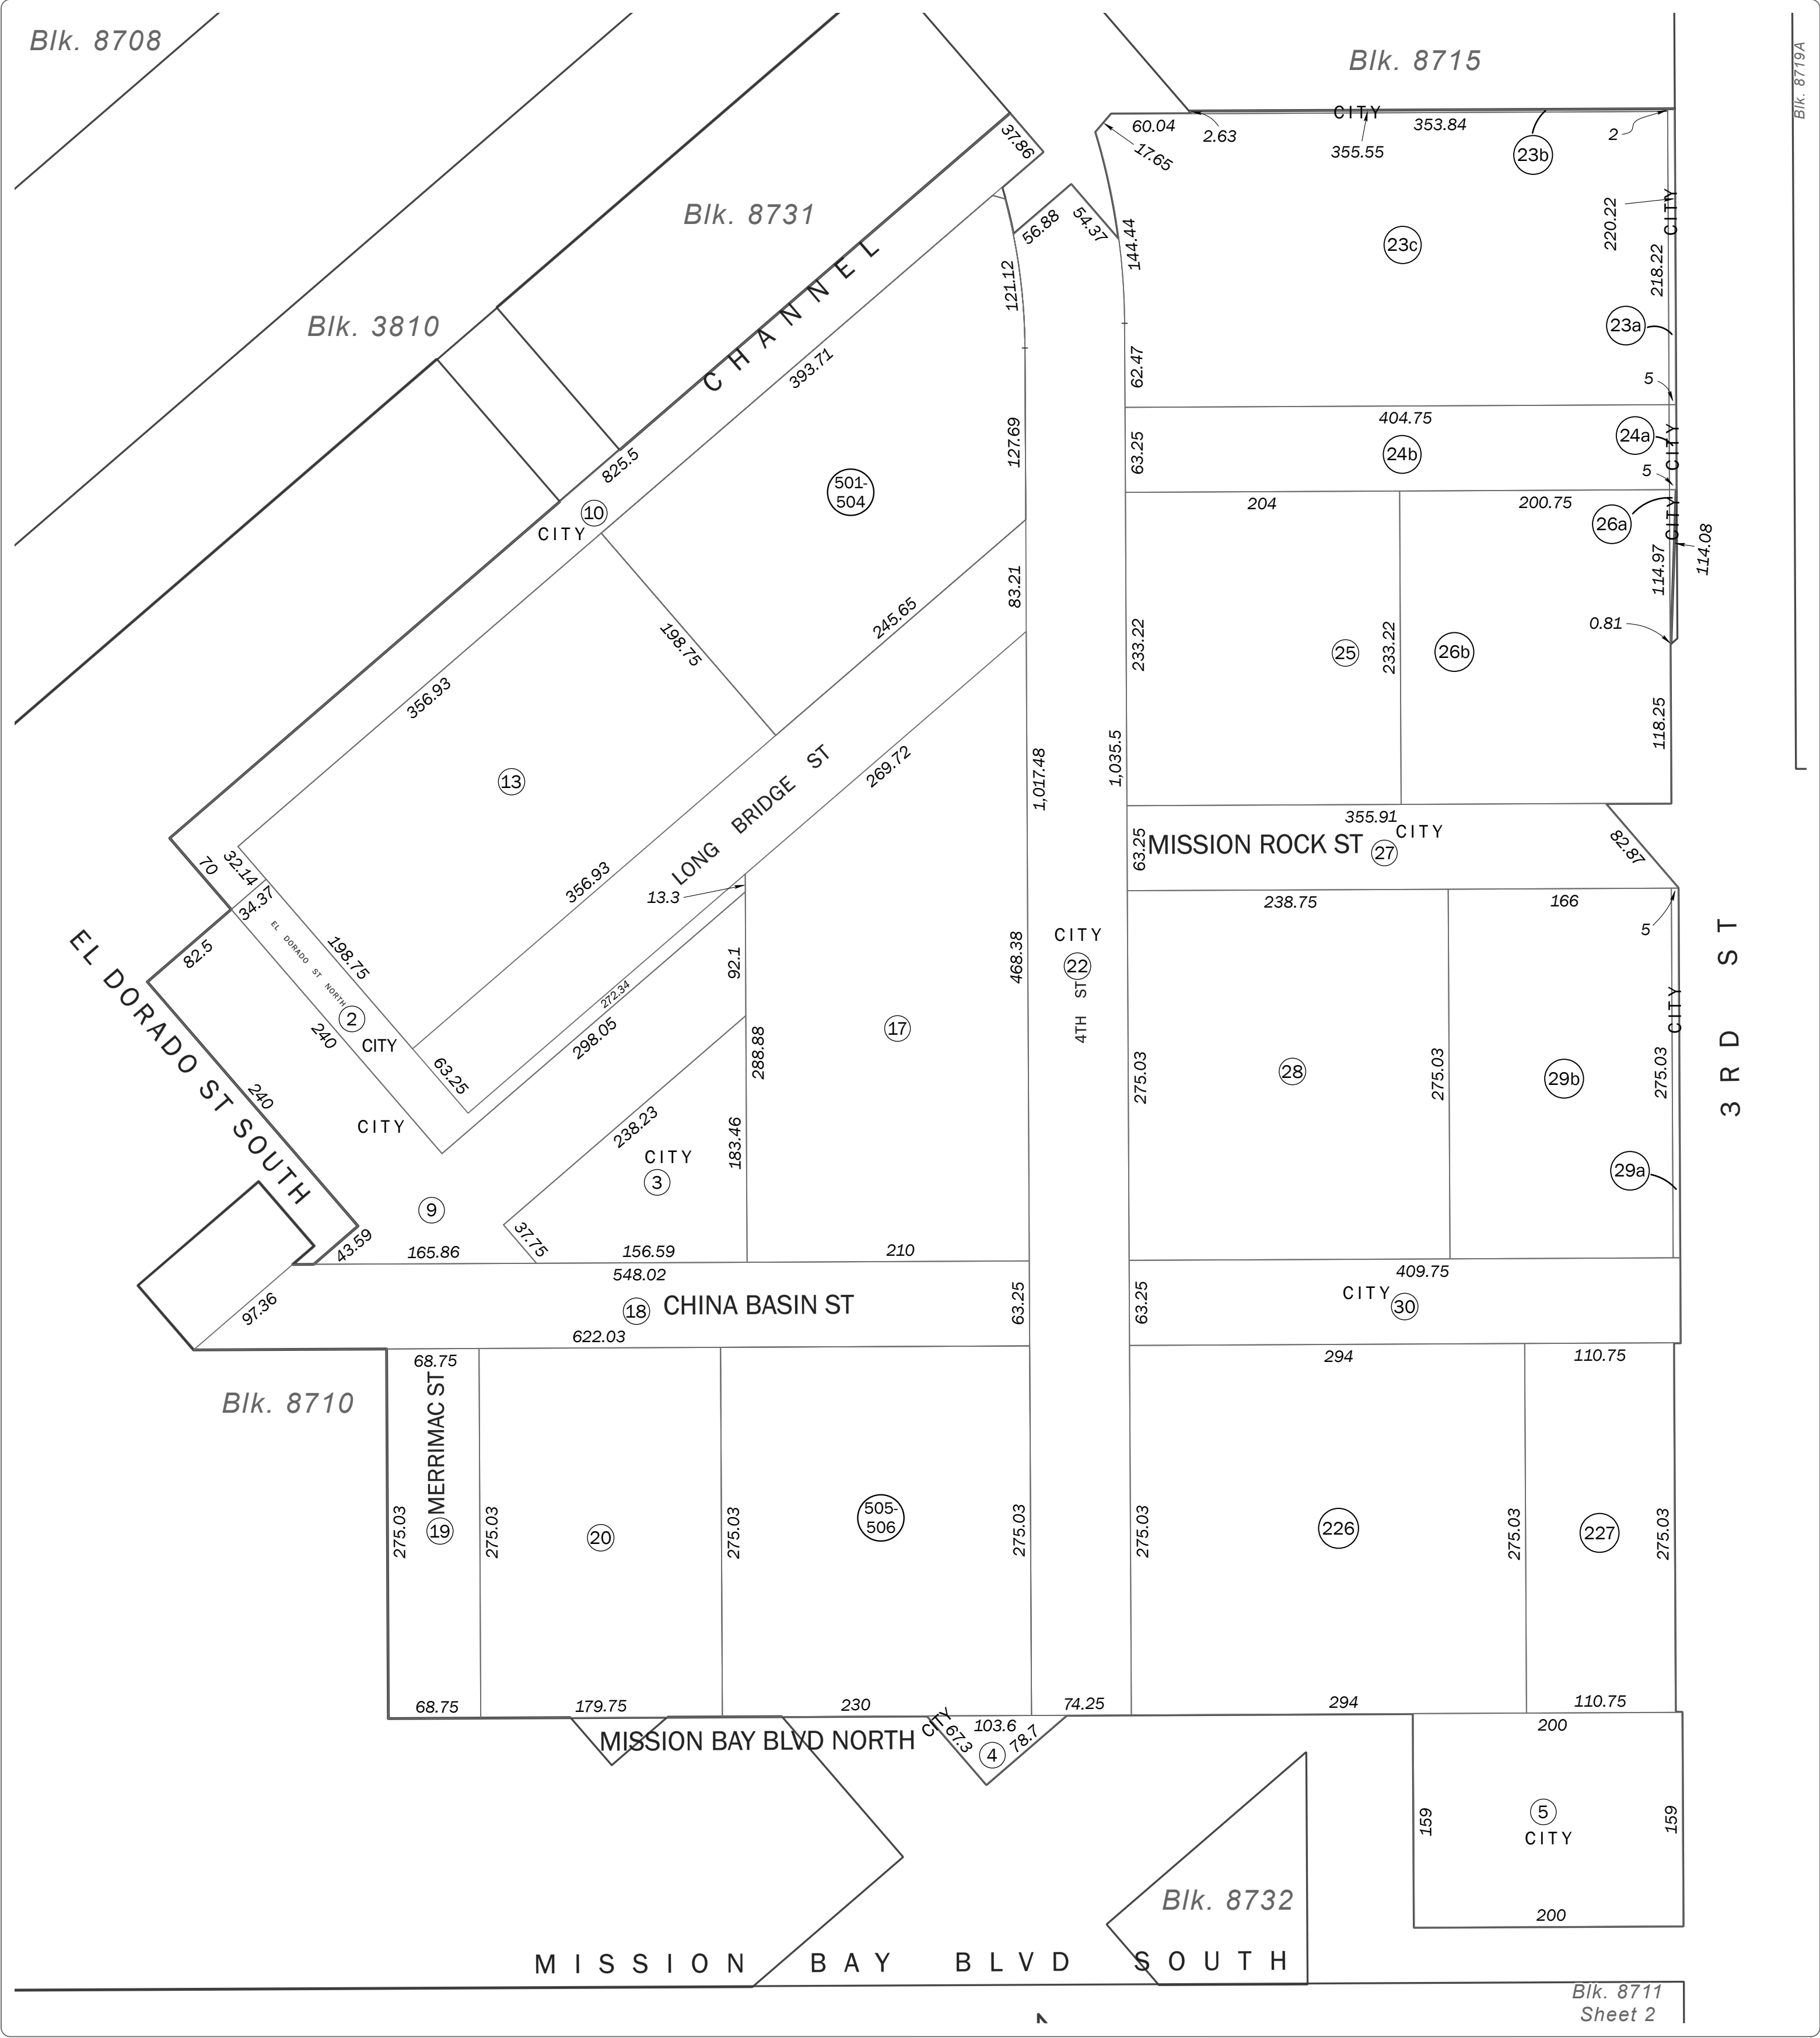 Blk. 8708
Blk. 8715
Blk. 8719A
CITY
60.04
2.63
353.84
355.55
17.65
23b
2
37.86
Blk. 8731
56.88
54.37
144.44
23c
220.22
CITY
218.22
121.12
CHANNEL
Blk. 3810
23a
393.71
62.47
5
404.75
127.69
63.25
24b
24a
CITY
825.5
5
501-
504
204
200.75
10
CITY
26a
CITY
114.97
114.08
83.21
245.65
198.75
233.22
25
233.22
26b
0.81
356.93
118.25
13
LONG BRIDGE ST
269.72
1,017.48
1,035.5
355.91
CITY
63.25
MISSION ROCK ST
27
82.87
70
32.14
34.37
356.93
13.3
238.75
166
5
EL DORADO ST NORTH
82.5
198.75
92.1
468.38
CITY
22
4TH ST
3RD ST
EL DORADO ST SOUTH
272.34
2
CITY
240
298.05
17
CITY
63.25
288.88
275.03
28
275.03
29b
275.03
240
CITY
238.23
183.46
CITY
3
29a
9
37.75
43.59
165.86
156.59
210
548.02
409.75
97.36
18
CHINA BASIN ST
63.25
63.25
CITY
30
622.03
68.75
294
110.75
Blk. 8710
MERRIMAC ST
19
275.03
275.03
20
275.03
505-
506
275.03
275.03
226
275.03
227
275.03
68.75
179.75
230
74.25
294
110.75
MISSION BAY BLVD NORTH
CITY
67.3
103.6
4
78.7
200
159
5
CITY
159
Blk. 8732
200
MISSION BAY BLVD SOUTH
Blk. 8711
Sheet 2